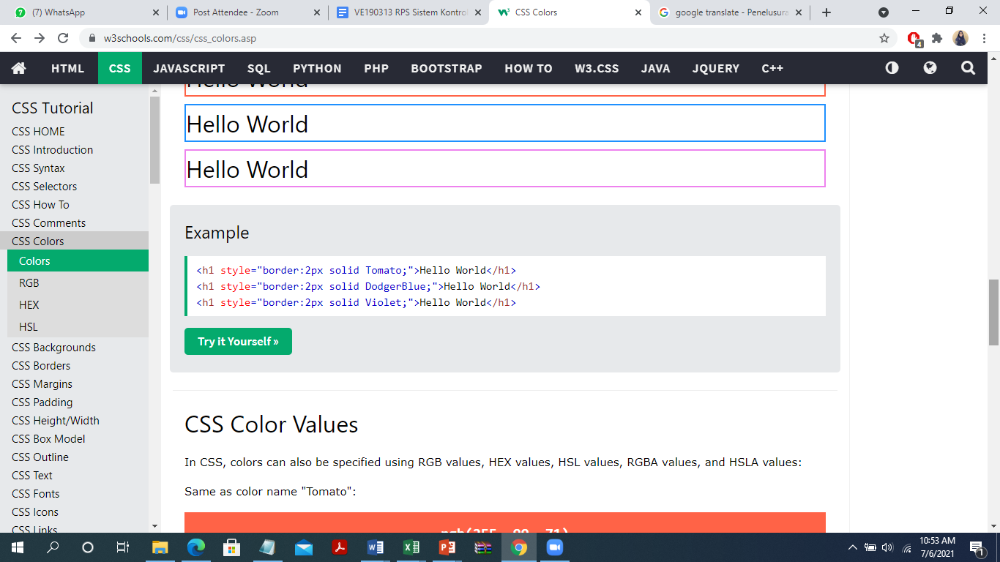 (7) WhatsApp
Post Attendee - Zoom
VE190313 RPS Sistem Kontrol
CSS Colors
google translate - Penelusura
w3schools.com/css/css_colors.asp
4
HTML
CSS
JAVASCRIPT
SQL
PYTHON
PHP
BOOTSTRAP
HOW TO
W3.CSS
JAVA
JQUERY
C++
CSS Tutorial
CSS HOME
CSS Introduction
CSS Syntax
CSS Selectors
CSS How To
CSS Comments
CSS Colors
Colors
RGB
HEX
HSL
CSS Backgrounds
CSS Borders
CSS Margins
CSS Padding
CSS Height/Width
CSS Box Model
CSS Outline
CSS Text
CSS Fonts
CSS Icons
CSS Links
Hello World
Hello World
Hello World
Example
<h1 style="border:2px solid Tomato;">Hello World</h1>
<h1 style="border:2px solid DodgerBlue;">Hello World</h1>
<h1 style="border:2px solid Violet;">Hello World</h1>
Try it Yourself »
CSS Color Values
In CSS, colors can also be specified using RGB values, HEX values, HSL values, RGBA values, and HSLA values:
Same as color name "Tomato":
rgb(255, 99, 71)
10:53 AM
7/6/2021
1